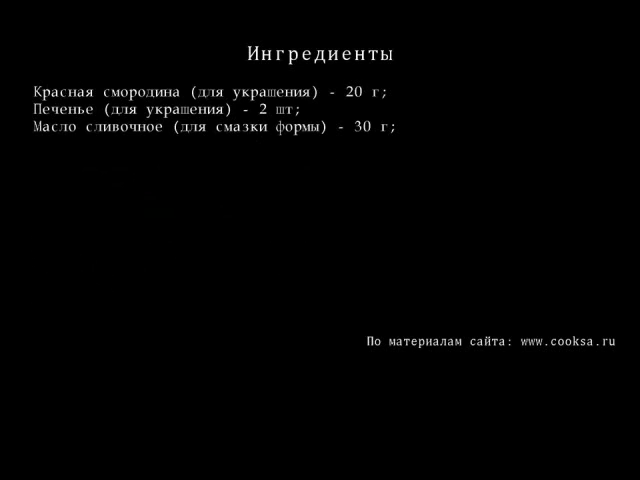 Ингредиенты
Красная смородина (для украшения) - 20 г;
Печенье (для украшения) - 2 шт;
Масло сливочное (для смазки формы) - 30 г;
По материалам сайта: www.cooksa.ru